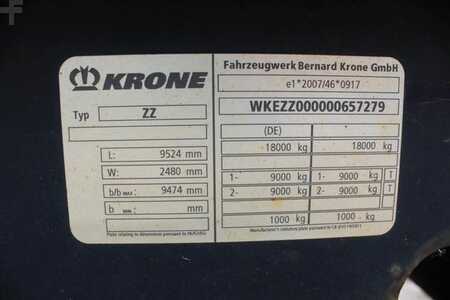 KRONE
Typ ZZ
L: 9524 mm
W: 2480 mm
b/b MAX: 9474 mm
b MIN: mm
Fahrzeugwerk Bernard Krone GmbH
e1*2007/46*0917
WKEZZ000000657279
(DE)
18000 kg 18000 kg
1- 9000 kg 1- 9000 kg T
2- 9000 kg 2- 9000 kg T
1000 kg 1000 kg